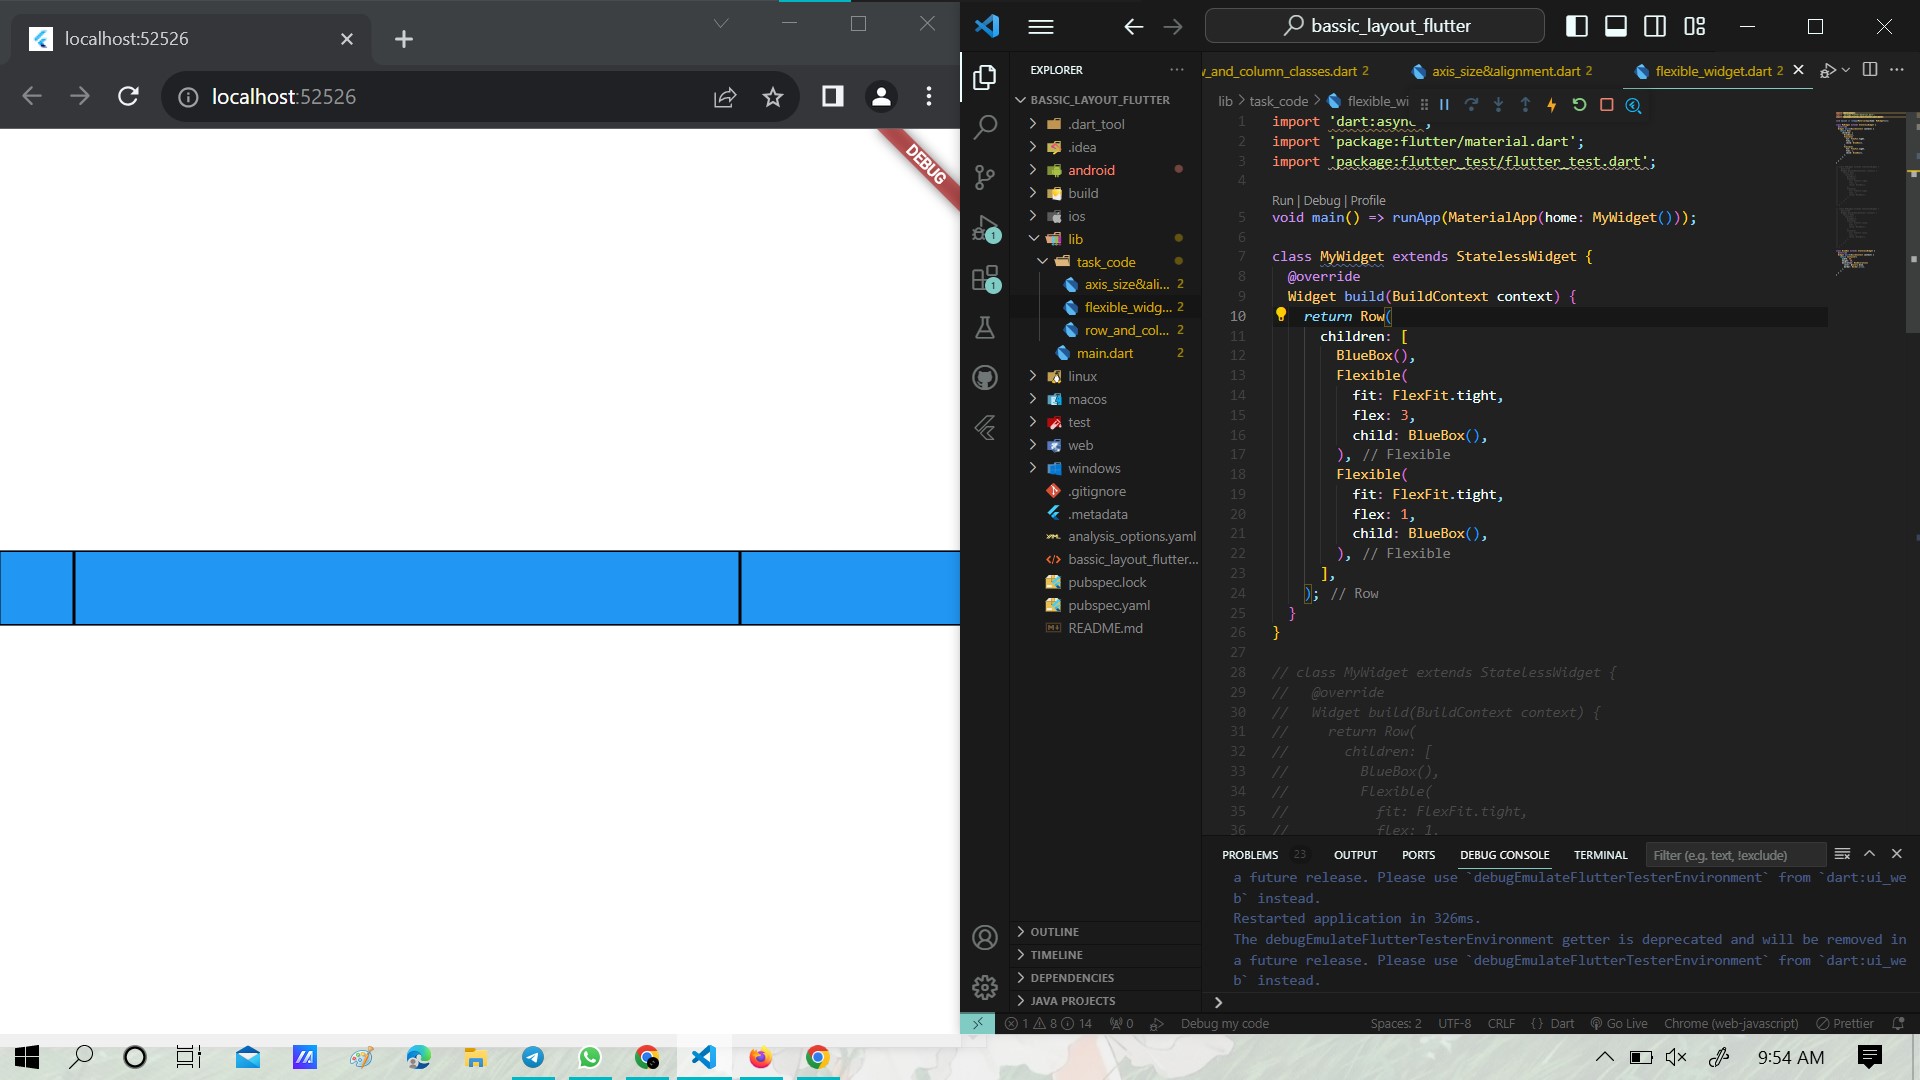 localhost:52526
localhost:52526
DEBUG
bassic_layout_flutter
EXPLORER
BASSIC_LAYOUT_FLUTTER
.dart_tool
.idea
android
build
ios
lib
task_code
axis_size&ali... 2
flexible_widg... 2
row_and_col... 2
main.dart 2
linux
macos
test
web
windows
.gitignore
.metadata
analysis_options.yaml
bassic_layout_flutter...
pubspec.lock
pubspec.yaml
README.md
OUTLINE
TIMELINE
DEPENDENCIES
JAVA PROJECTS
_and_column_classes.dart 2
axis_size&alignment.dart 2
flexible_widget.dart 2
lib > task_code > flexible_wi
1 import 'dart:async';
2 import 'package:flutter/material.dart';
3 import 'package:flutter_test/flutter_test.dart';
4
Run | Debug | Profile
5 void main() => runApp(MaterialApp(home: MyWidget()));
6
7 class MyWidget extends StatelessWidget {
8 @override
9 Widget build(BuildContext context) {
10 return Row(
11 children: [
12 BlueBox(),
13 Flexible(
14 fit: FlexFit.tight,
15 flex: 3,
16 child: BlueBox(),
17 ), // Flexible
18 Flexible(
19 fit: FlexFit.tight,
20 flex: 1,
21 child: BlueBox(),
22 ), // Flexible
23 ],
24 ); // Row
25 }
26 }
27
28 // class MyWidget extends StatelessWidget {
29 // @override
30 // Widget build(BuildContext context) {
31 // return Row(
32 // children: [
33 // BlueBox(),
34 // Flexible(
35 // fit: FlexFit.tight,
36 // flex: 1,
PROBLEMS 23 OUTPUT PORTS DEBUG CONSOLE TERMINAL Filter (e.g. text, !exclude)
a future release. Please use `debugEmulateFlutterTesterEnvironment` from `dart:ui_we
b` instead.
Restarted application in 326ms.
The debugEmulateFlutterTesterEnvironment getter is deprecated and will be removed in
a future release. Please use `debugEmulateFlutterTesterEnvironment` from `dart:ui_we
b` instead.
1 8 14 0 Debug my code Spaces: 2 UTF-8 CRLF {} Dart Go Live Chrome (web-javascript) Prettier
9:54 AM